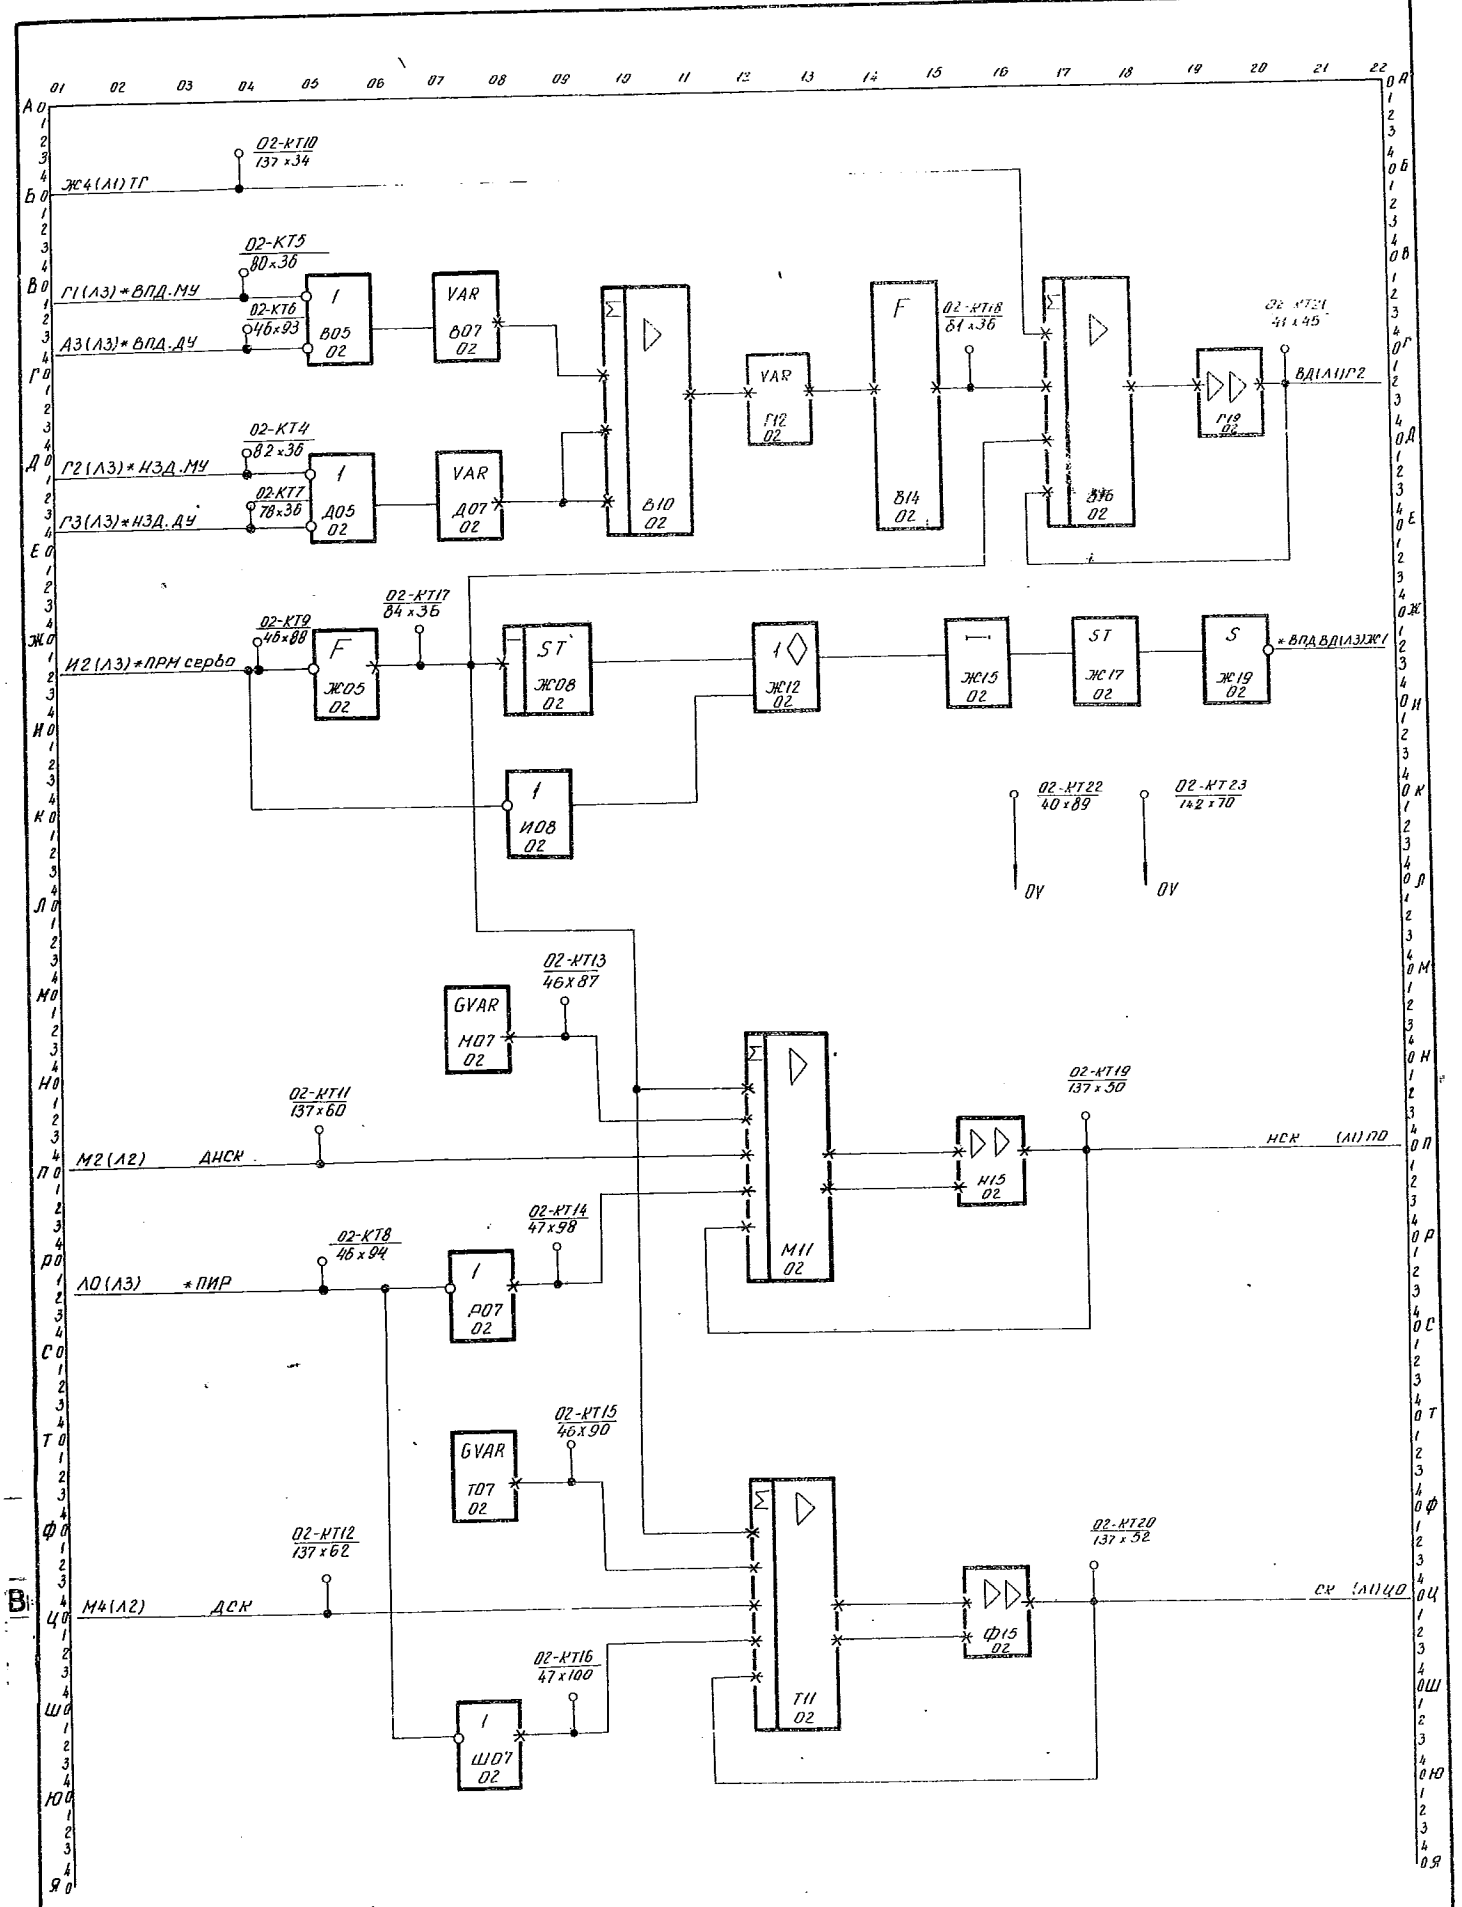 01 02 03 04 05 06 07 08 09 10 11 12 13 14 15 16 17 18 19 20 21 22
02-КТ10
137 x 34
Ж4(Л1)ТГ
02-КТ5
80 x 36
Г1(Л3)*ВПД.МУ
02-КТ6
46 x 93
А3(Л3)*ВПД.ДУ
1
В05
02
VAR
В07
02
Σ
В10
02
VAR
Г12
02
F
В14
02
02-КТ18
81 x 36
Σ
В16
02
02-КТ21
41 x 45
Г19
02
ВД(Л1)Г2
02-КТ4
82 x 36
Г2(Л3)*НЗД.МУ
02-КТ7
78 x 36
Г3(Л3)*НЗД.ДУ
1
Д05
02
VAR
Д07
02
02-КТ9
46 x 88
И2(Л3)*ПРМ серво
F
Ж05
02
02-КТ17
84 x 36
ST
Ж08
02
1
Ж12
02
Ж15
02
ST
Ж17
02
S
Ж19
02
*ВПД ВД(Л3)Ж1
1
И08
02
02-КТ22
40 x 89
0V
02-КТ23
142 x 70
0V
GVAR
М07
02
02-КТ13
46 x 87
02-КТ11
137 x 60
М2(Л2) ДНСК
Σ
М11
02
Н15
02
02-КТ19
137 x 50
НСК (Л1)П0
02-КТ8
46 x 94
Л0(Л3) *ПИР
1
Р07
02
02-КТ14
47 x 98
GVAR
Т07
02
02-КТ15
46 x 90
02-КТ12
137 x 62
М4(Л2) ДСК
Σ
Т11
02
Ф15
02
02-КТ20
137 x 52
СК (Л1)Ц0
02-КТ16
47 x 100
1
Ш07
02
В